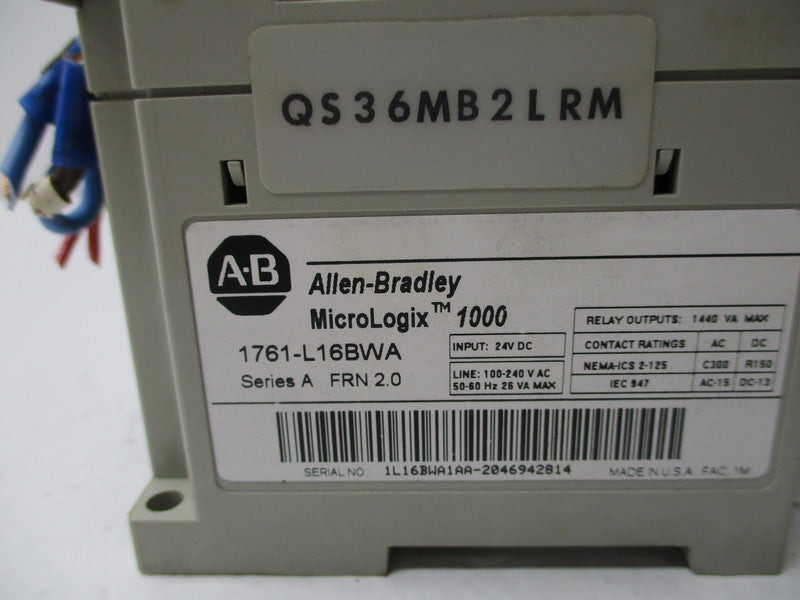 QS36MB2LRM
A·B
Allen-Bradley
MicroLogix™ 1000
1761-L16BWA
Series A FRN 2.0
INPUT: 24V DC
LINE: 100-240 V AC
50-60 Hz 26 VA MAX
RELAY OUTPUTS: 1440 VA MAX
CONTACT RATINGS AC DC
NEMA-ICS 2-125 C300 R150
IEC 947 AC-15 DC-13
SERIAL NO.: 1L16BWA1AA-2046942814
MADE IN U.S.A. FAC. 1M